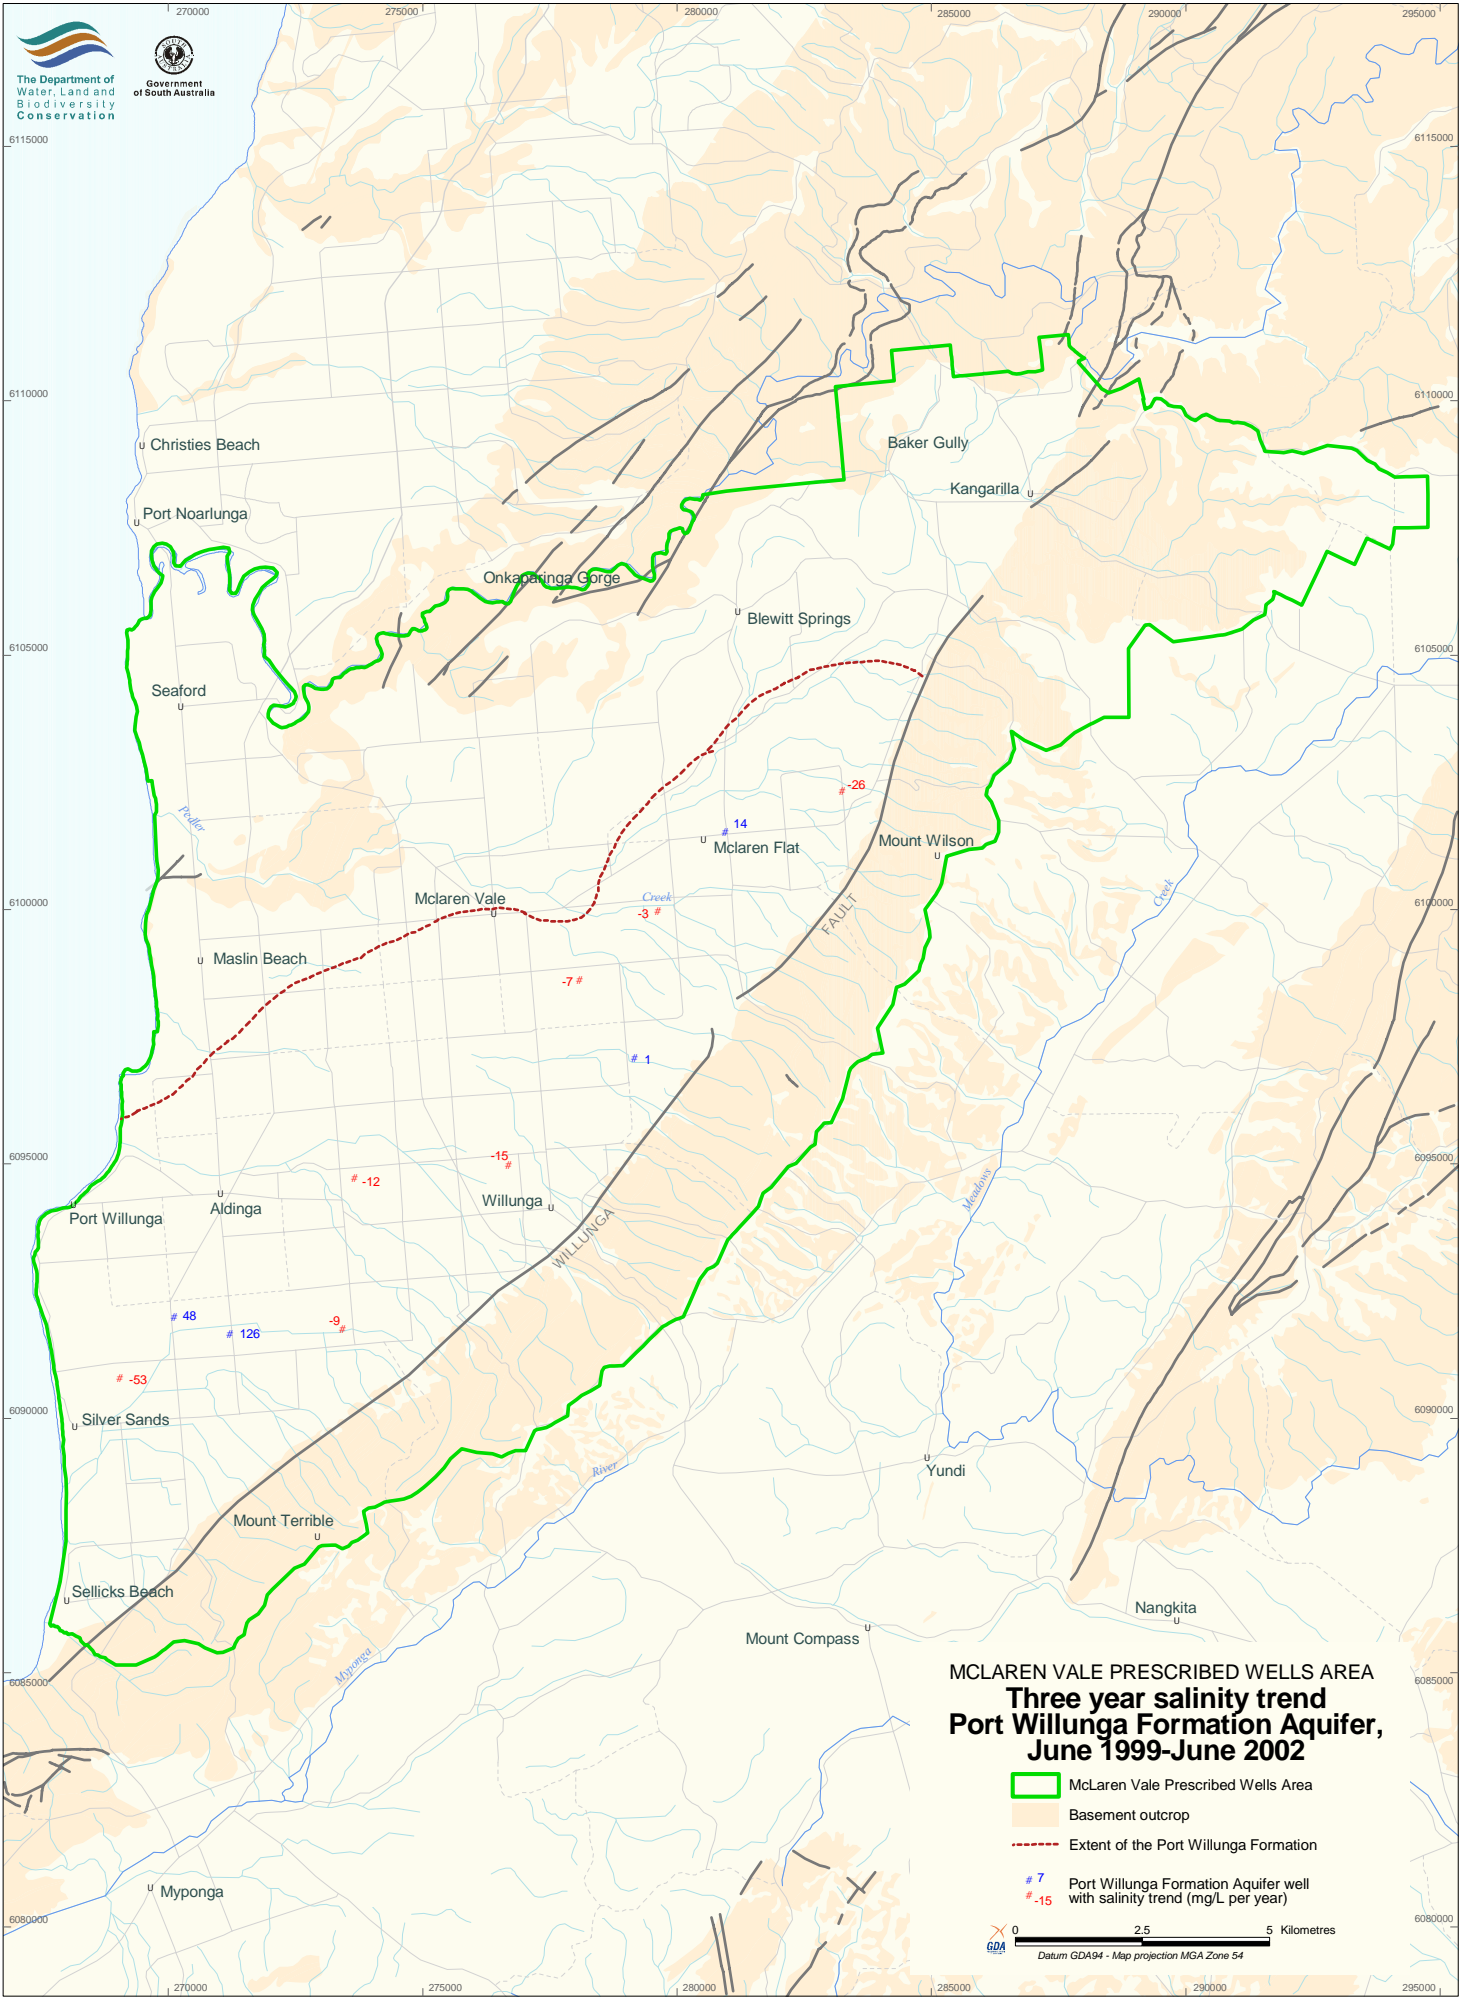 270000
275000
280000
285000
290000
295000
The Department of
Water, Land and
Biodiversity
Conservation
SOUTH AUSTRALIA
Government
of South Australia
6115000
6115000
6110000
6110000
Christies Beach
Baker Gully
Kangarilla
Port Noarlunga
Onkaparinga Gorge
Blewitt Springs
6105000
6105000
Seaford
Pedler
-26
14
Mclaren Flat
Mount Wilson
Mclaren Vale
Creek
-3
FAULT
Creek
6100000
6100000
Maslin Beach
-7
1
6095000
6095000
-15
-12
Willunga
Aldinga
Port Willunga
WILLUNGA
Meadows
48
126
-9
-53
Silver Sands
6090000
6090000
River
Yundi
Mount Terrible
Sellicks Beach
Nangkita
Mount Compass
Myponga
6085000
6085000
MCLAREN VALE PRESCRIBED WELLS AREA
Three year salinity trend
Port Willunga Formation Aquifer,
June 1999-June 2002
McLaren Vale Prescribed Wells Area
Basement outcrop
Extent of the Port Willunga Formation
# 7 Port Willunga Formation Aquifer well
# -15 with salinity trend (mg/L per year)
Myponga
6080000
6080000
GDA
0 2.5 5 Kilometres
Datum GDA94 - Map projection MGA Zone 54
270000
275000
280000
285000
290000
295000